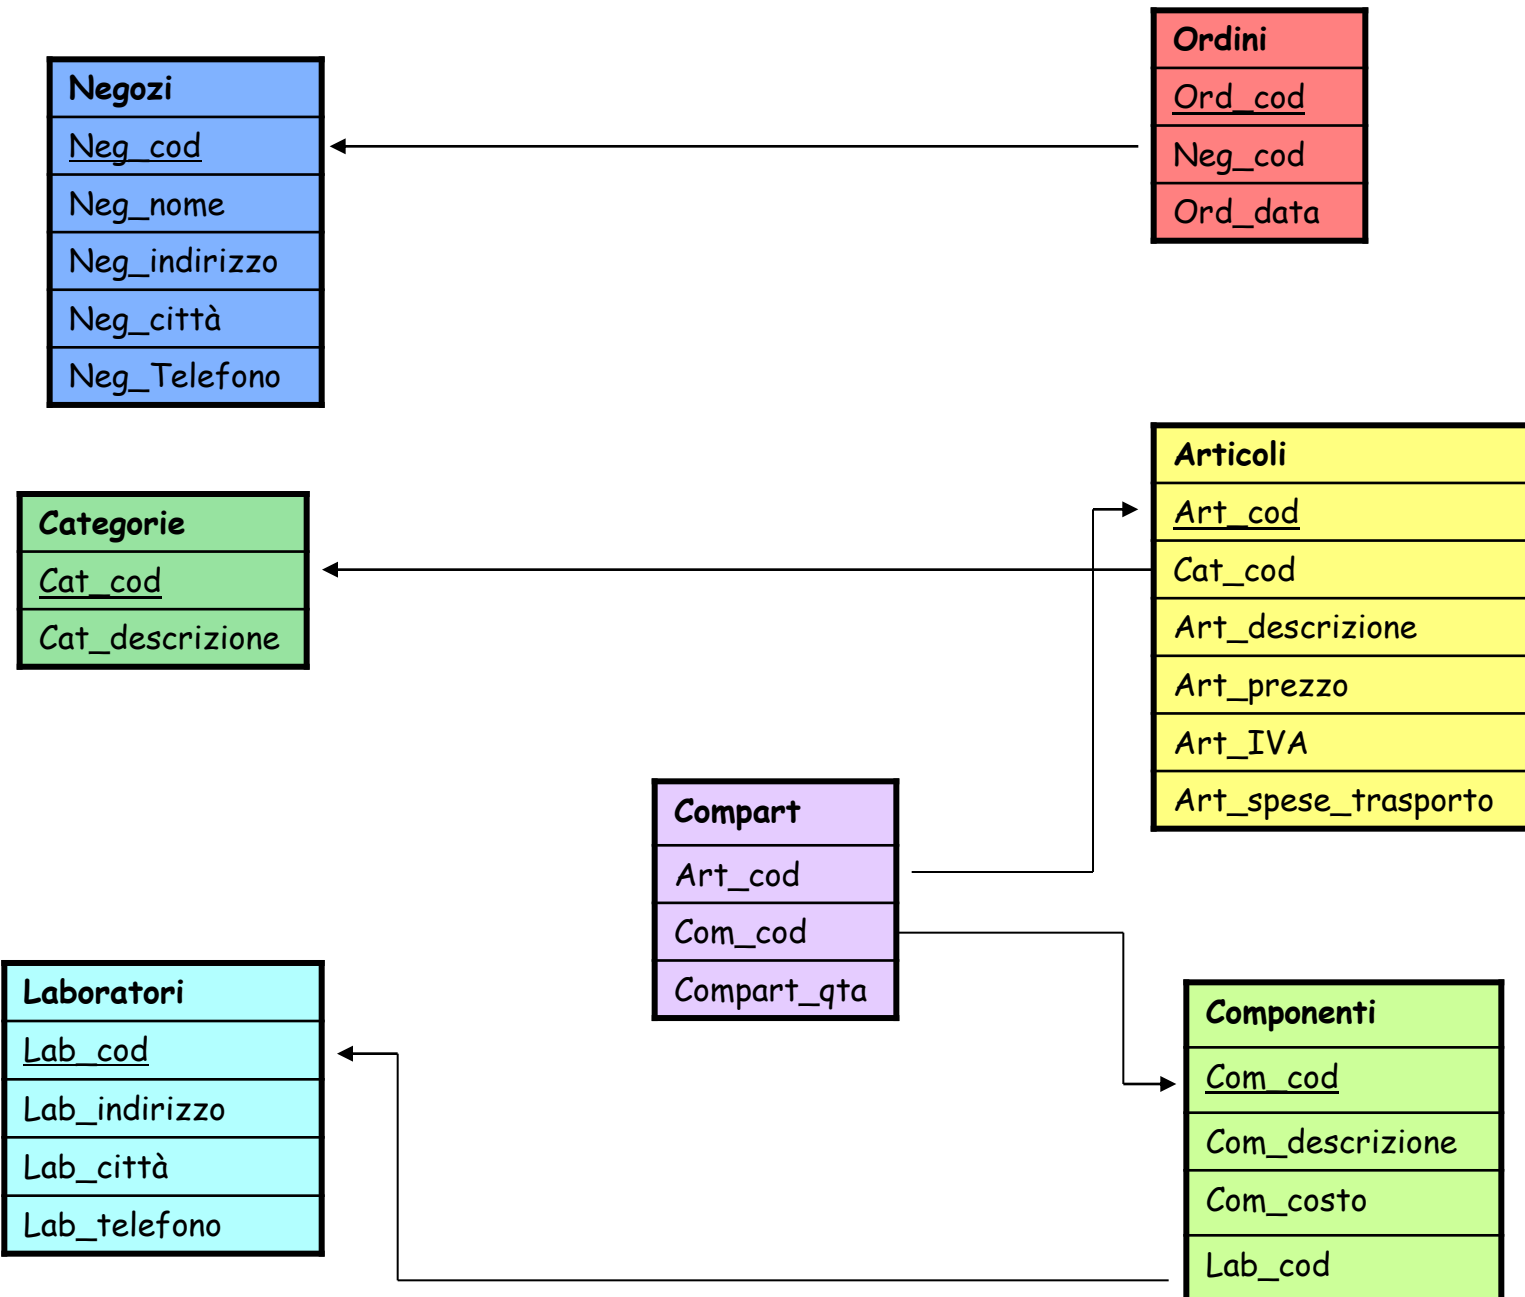 Negozi
Neg_cod
Neg_nome
Neg_indirizzo
Neg_città
Neg_Telefono
Ordini
Ord_cod
Neg_cod
Ord_data
Categorie
Cat_cod
Cat_descrizione
Articoli
Art_cod
Cat_cod
Art_descrizione
Art_prezzo
Art_IVA
Art_spese_trasporto
Compart
Art_cod
Com_cod
Compart_qta
Laboratori
Lab_cod
Lab_indirizzo
Lab_città
Lab_telefono
Componenti
Com_cod
Com_descrizione
Com_costo
Lab_cod